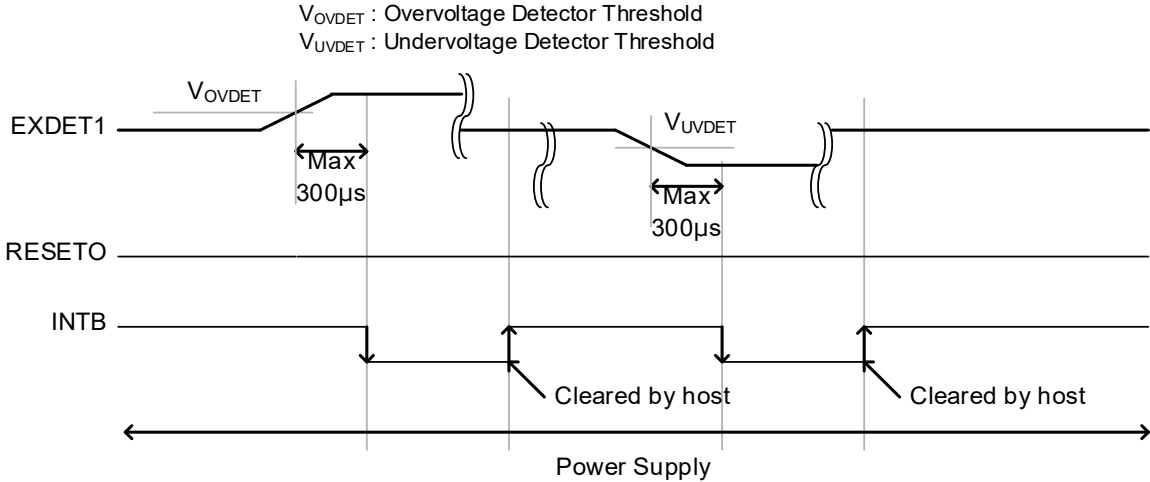 VOVDET : Overvoltage Detector Threshold
VUVDET : Undervoltage Detector Threshold
VOVDET
VUVDET
EXDET1
Max
300µs
Max
300µs
RESETO
INTB
Cleared by host
Cleared by host
Power Supply